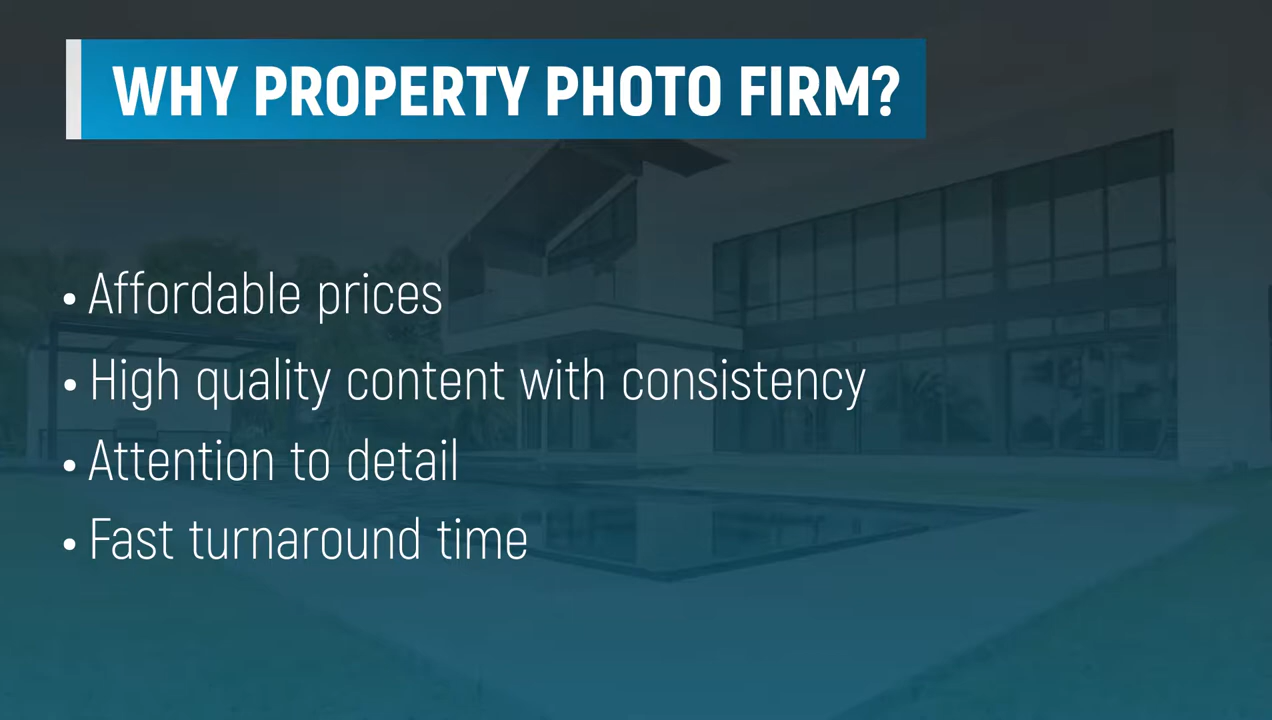 WHY PROPERTY PHOTO FIRM?
• Affordable prices
• High quality content with consistency
• Attention to detail
• Fast turnaround time